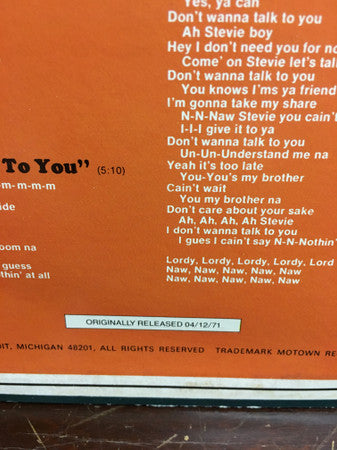 Yes, ya can
Don't wanna talk to you
Ah Stevie boy
Hey I don't need you for no
Come' on Stevie let's tal
Don't wanna talk to you
You knows I'ms ya friend
I'm gonna take my share
N-N-Naw Stevie you cain't
I-I-I give it to ya
Don't wanna talk to you
Un-Un-Understand me na
Yeah it's too late
You-You's my brother
Cain't wait
You my brother na
Don't care about your sake
Ah, Ah, Ah, Ah Stevie
I don't wanna talk to you
I gues I cain't say N-N-Nothin'
Lordy, Lordy, Lordy, Lordy, Lord
Naw, Naw, Naw, Naw, Naw
Naw, Naw, Naw, Naw, Naw
To You" (5:10)
-m-m-m-m
ide
oom na
guess
thin' at all
ORIGINALLY RELEASED 04/12/71
IT, MICHIGAN 48201, ALL RIGHTS RESERVED TRADEMARK MOTOWN RE